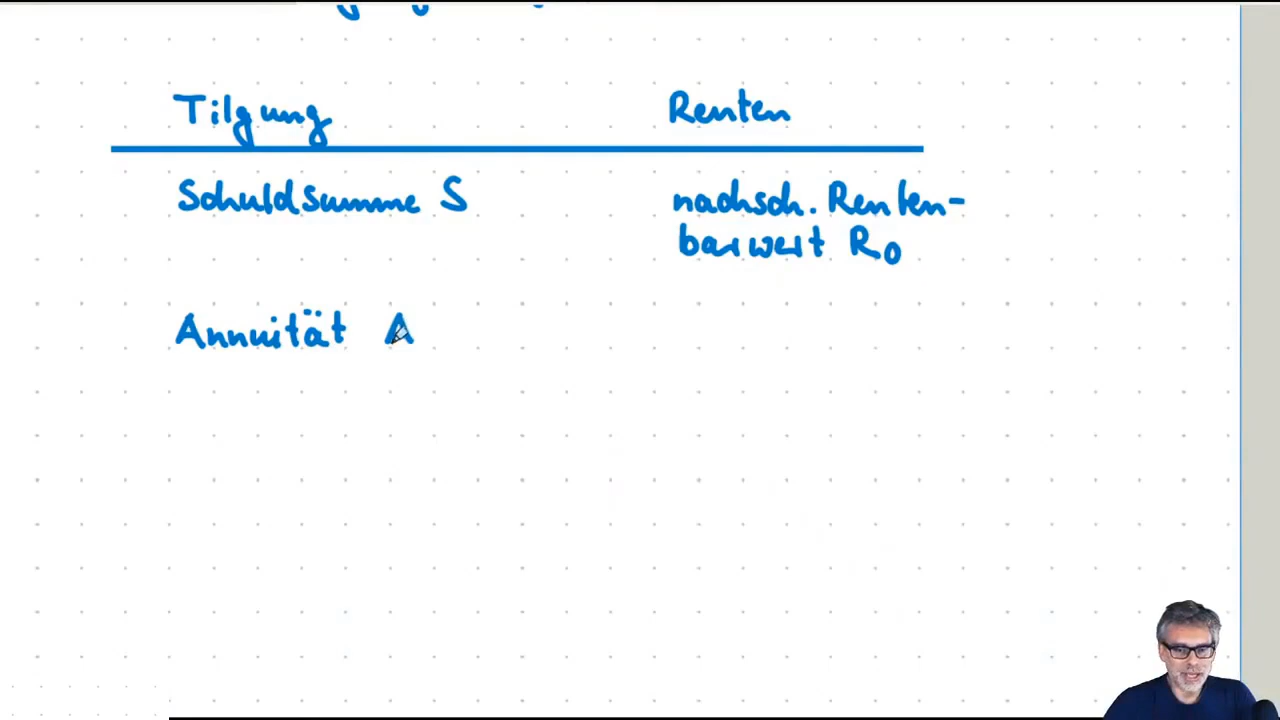 Tilgung Renten
Schuldsumme S nachsch. Renten-
barwert R0
Annuität A